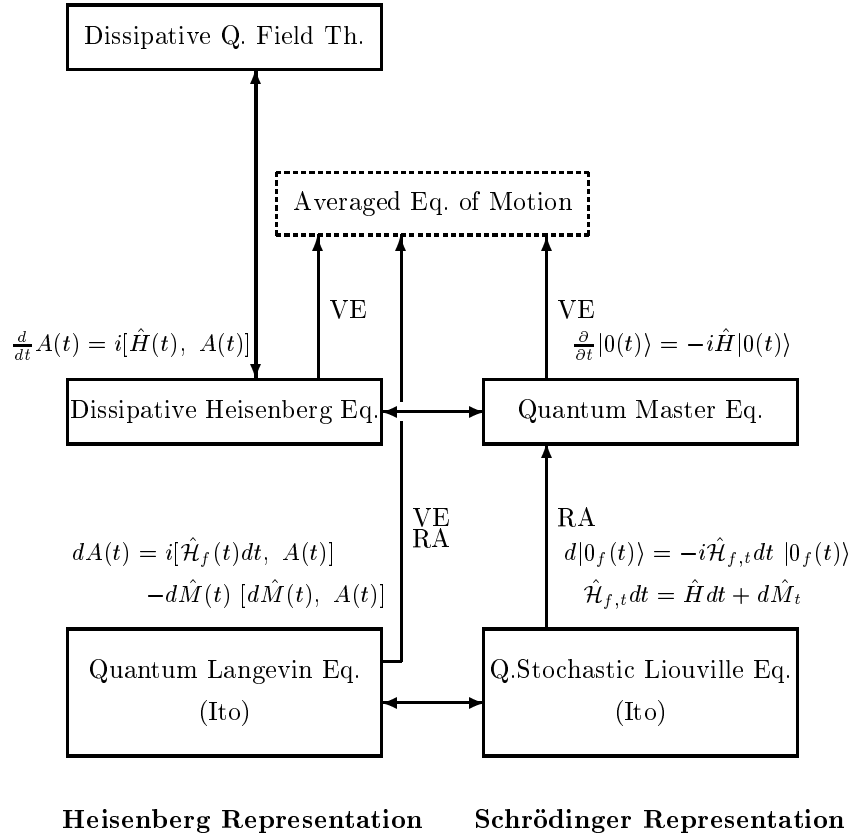 Dissipative Q. Field Th.
Averaged Eq. of Motion
VE
VE
$\frac{d}{dt}A(t) = i[\hat{H}(t),\ A(t)]$
$\frac{\partial}{\partial t}|0(t)\rangle = -i\hat{H}|0(t)\rangle$
Dissipative Heisenberg Eq.
Quantum Master Eq.
VE
RA
RA
$dA(t) = i[\hat{\mathcal{H}}_f(t)dt,\ A(t)]$
$-d\hat{M}(t)\ [d\hat{M}(t),\ A(t)]$
$d|0_f(t)\rangle = -i\hat{\mathcal{H}}_{f,t}dt\ |0_f(t)\rangle$
$\hat{\mathcal{H}}_{f,t}dt = \hat{H}dt + d\hat{M}_t$
Quantum Langevin Eq.
(Ito)
Q.Stochastic Liouville Eq.
(Ito)
Heisenberg Representation
Schrödinger Representation